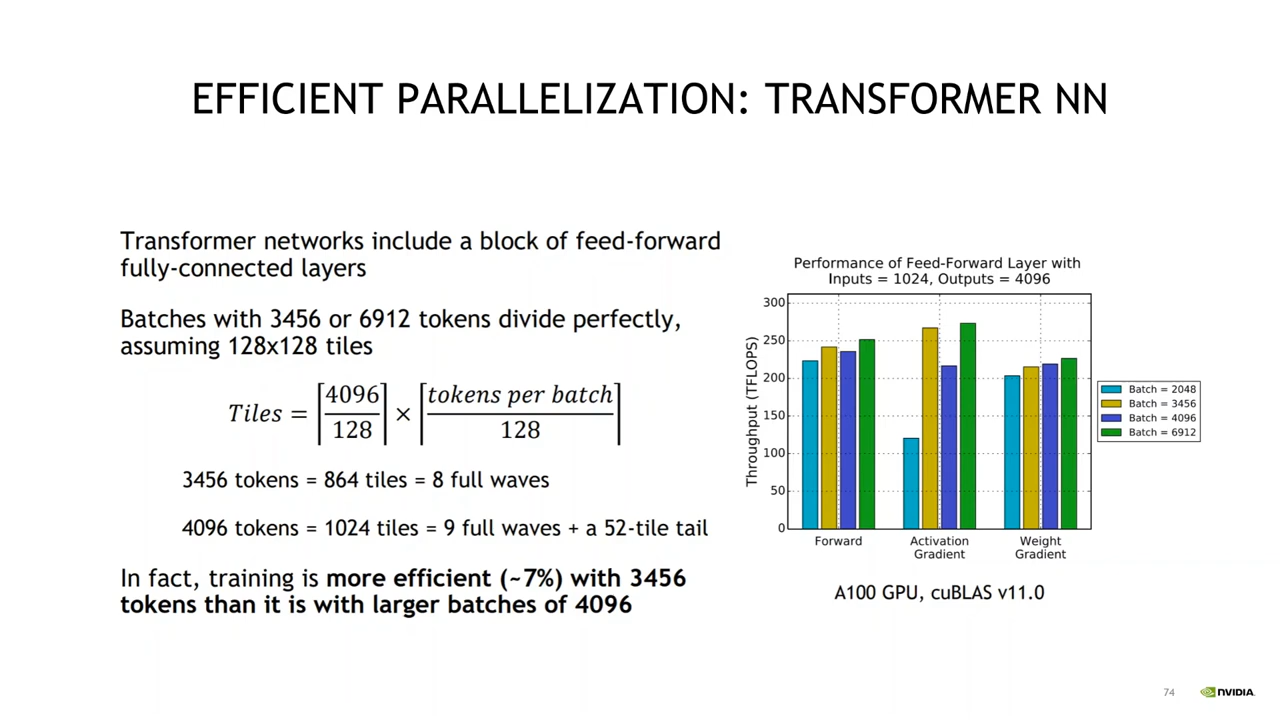 EFFICIENT PARALLELIZATION: TRANSFORMER NN
Transformer networks include a block of feed-forward
fully-connected layers
Batches with 3456 or 6912 tokens divide perfectly,
assuming 128x128 tiles
Tiles = ⌈4096/128⌉ × ⌈tokens per batch/128⌉
3456 tokens = 864 tiles = 8 full waves
4096 tokens = 1024 tiles = 9 full waves + a 52-tile tail
In fact, training is more efficient (~7%) with 3456
tokens than it is with larger batches of 4096
Performance of Feed-Forward Layer with
Inputs = 1024, Outputs = 4096
Throughput (TFLOPS)
300
250
200
150
100
50
0
Forward
Activation
Gradient
Weight
Gradient
Batch = 2048
Batch = 3456
Batch = 4096
Batch = 6912
A100 GPU, cuBLAS v11.0
74
NVIDIA.